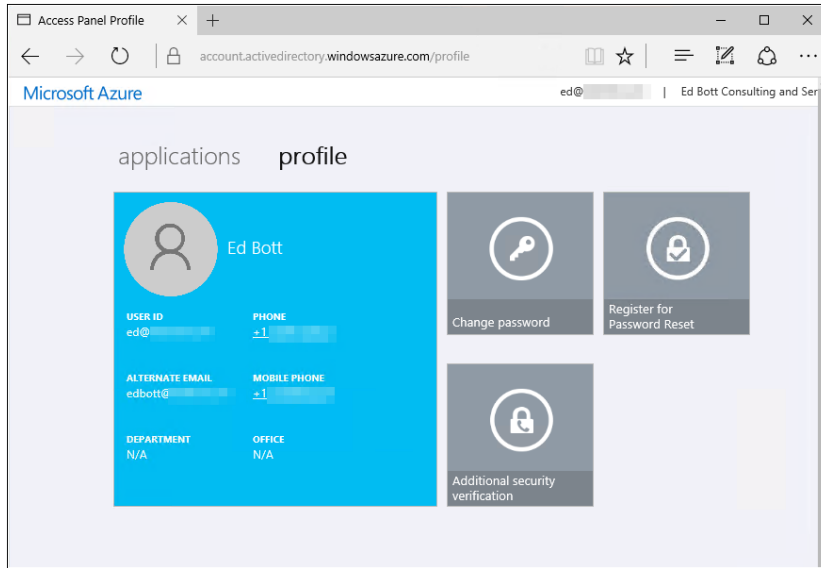 Access Panel Profile
account.activedirectory.windowsazure.com/profile
Microsoft Azure
ed@ | Ed Bott Consulting and Ser
applications profile
Ed Bott
USER ID PHONE
ed@ +1
ALTERNATE EMAIL MOBILE PHONE
edbott@ +1
DEPARTMENT OFFICE
N/A N/A
Change password
Register for
Password Reset
Additional security
verification